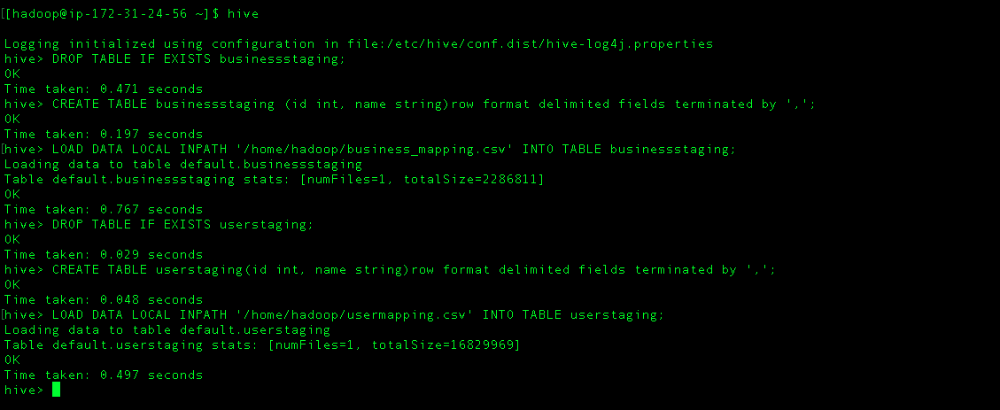 [[hadoop@ip-172-31-24-56 ~]$ hive
Logging initialized using configuration in file:/etc/hive/conf.dist/hive-log4j.properties
hive> DROP TABLE IF EXISTS businessstaging;
OK
Time taken: 0.471 seconds
hive> CREATE TABLE businessstaging (id int, name string)row format delimited fields terminated by ',';
OK
Time taken: 0.197 seconds
[hive> LOAD DATA LOCAL INPATH '/home/hadoop/business_mapping.csv' INTO TABLE businessstaging;
Loading data to table default.businessstaging
Table default.businessstaging stats: [numFiles=1, totalSize=2286811]
OK
Time taken: 0.767 seconds
hive> DROP TABLE IF EXISTS userstaging;
OK
Time taken: 0.029 seconds
hive> CREATE TABLE userstaging(id int, name string)row format delimited fields terminated by ',';
OK
Time taken: 0.048 seconds
[hive> LOAD DATA LOCAL INPATH '/home/hadoop/usermapping.csv' INTO TABLE userstaging;
Loading data to table default.userstaging
Table default.userstaging stats: [numFiles=1, totalSize=16829969]
OK
Time taken: 0.497 seconds
hive>